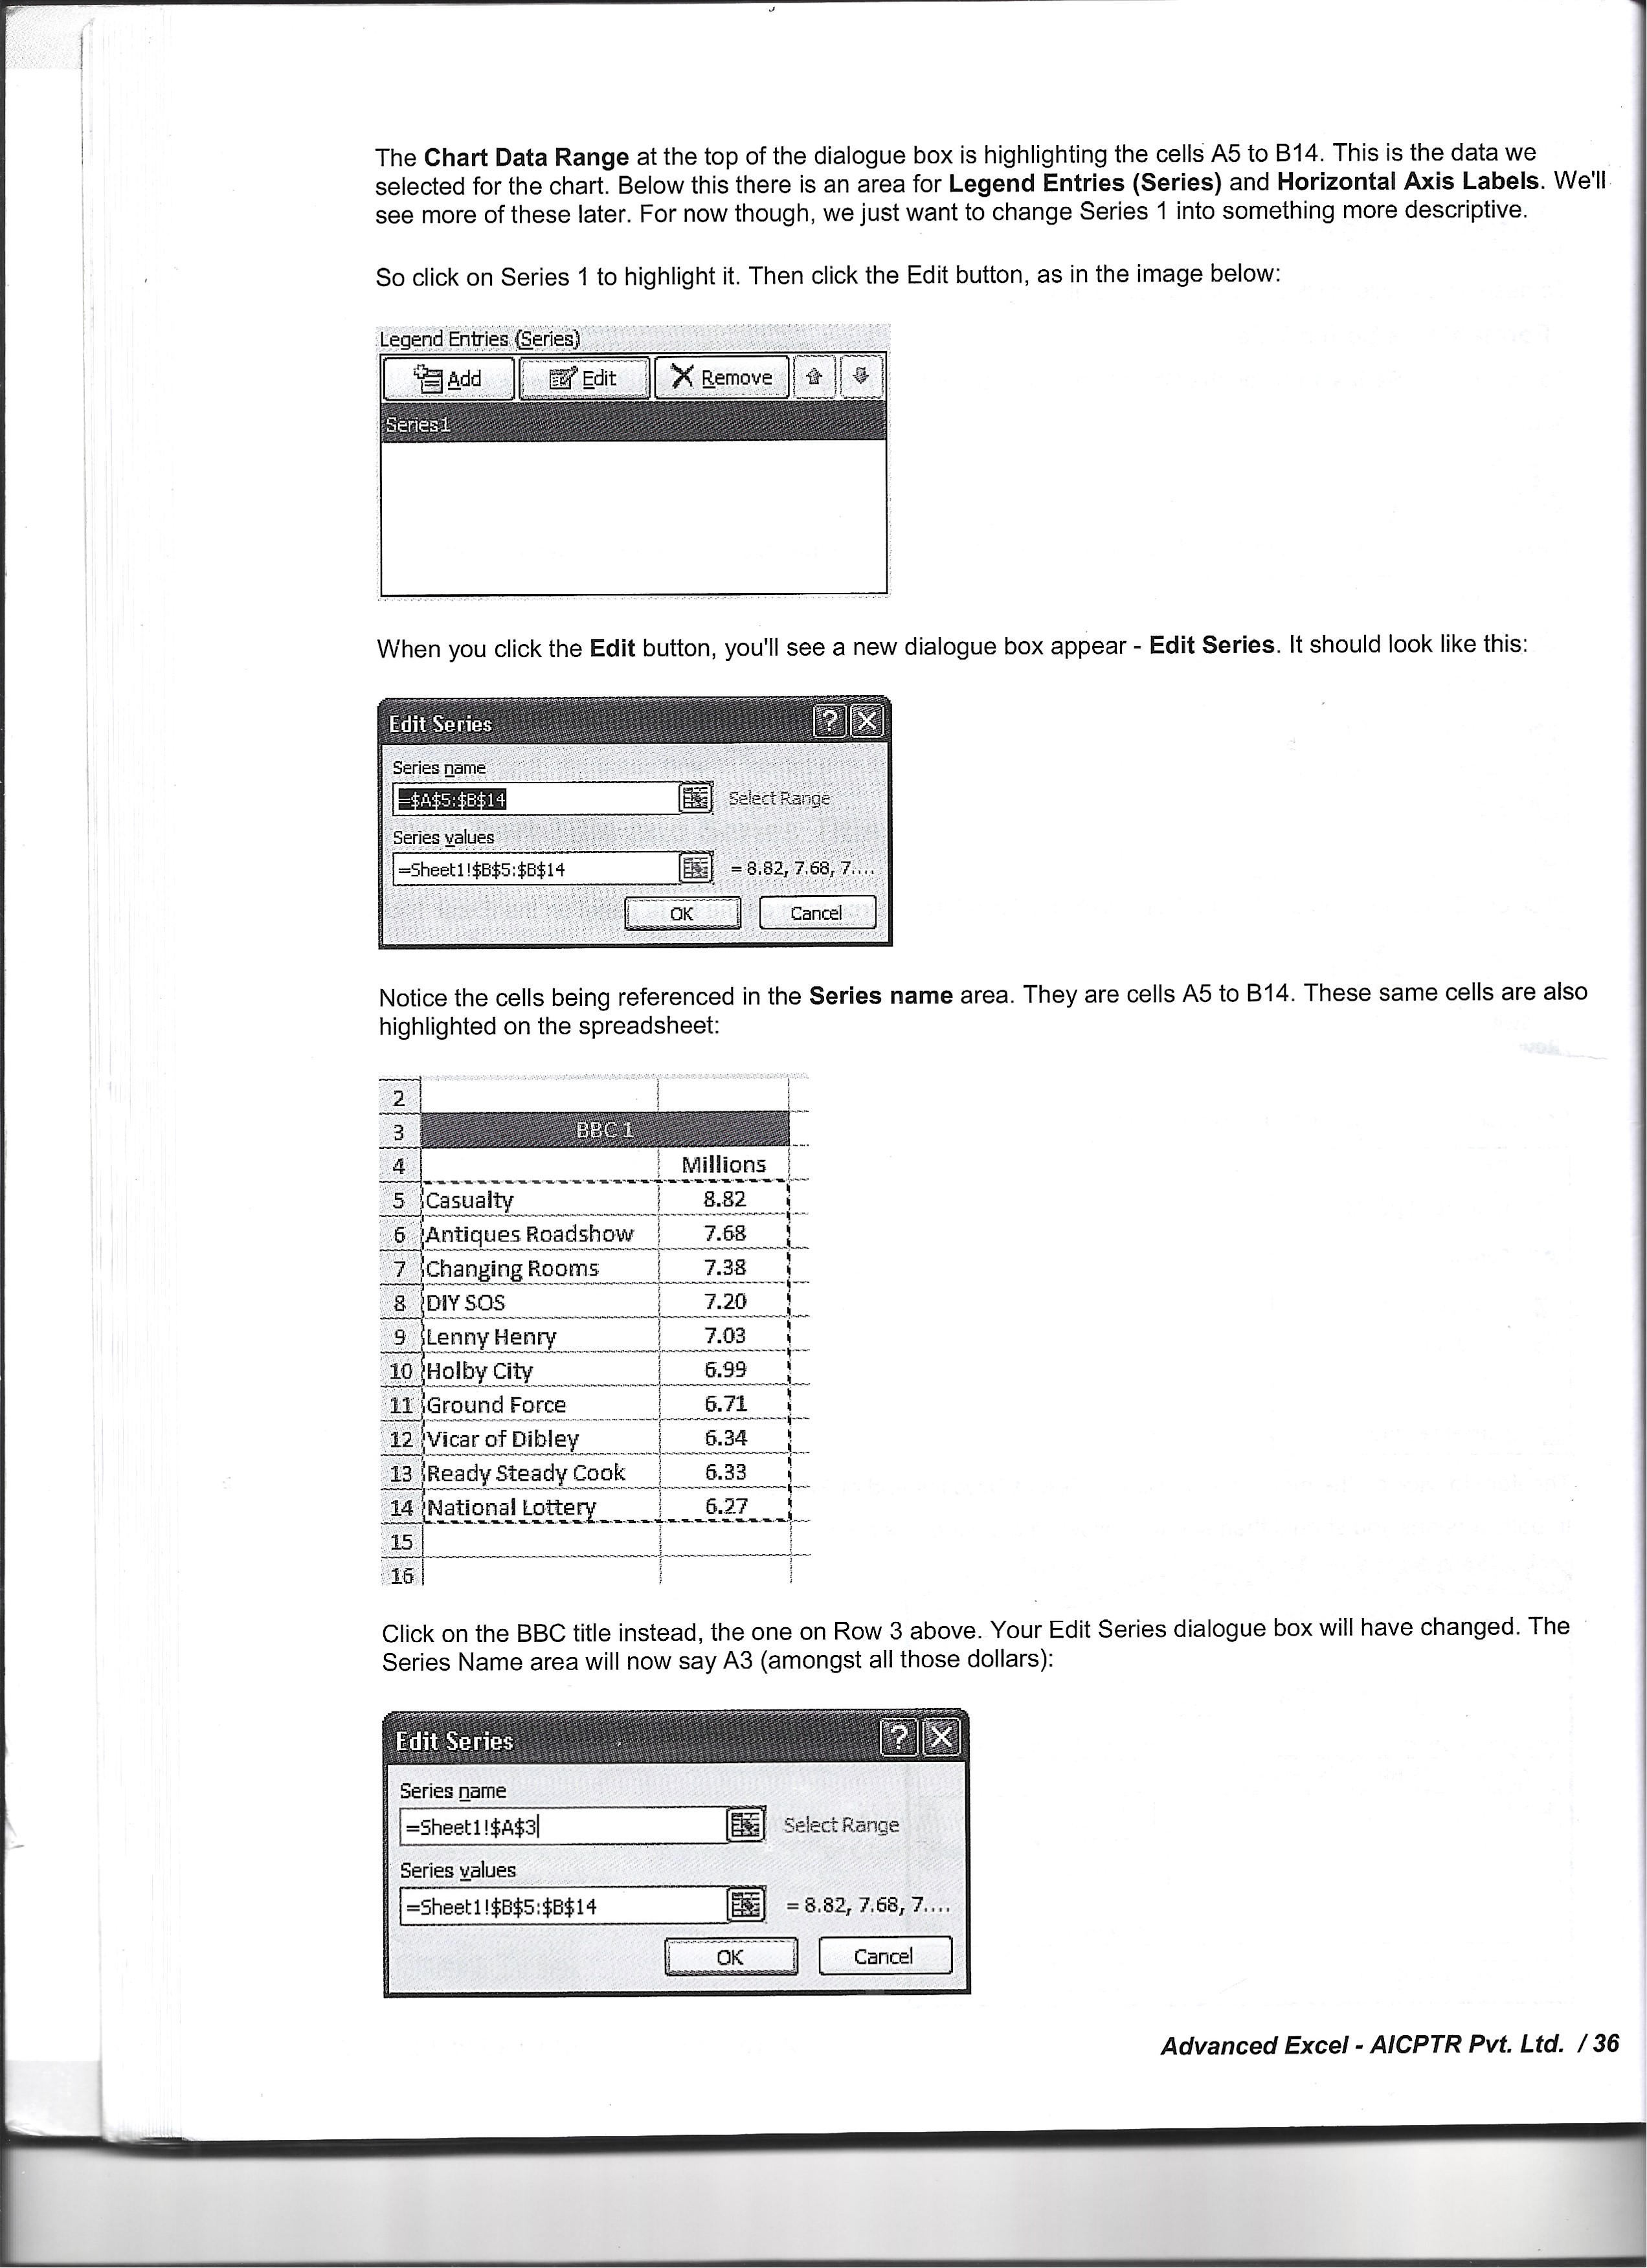 The Chart Data Range at the top of the dialogue box is highlighting the cells A5 to B14. This is the data we
selected for the chart. Below this there is an area for Legend Entries (Series) and Horizontal Axis Labels. We'll
see more of these later. For now though, we just want to change Series 1 into something more descriptive.
So click on Series 1 to highlight it. Then click the Edit button, as in the image below:
Legend Entries (Series)
Add Edit Remove
Series1
When you click the Edit button, you'll see a new dialogue box appear - Edit Series. It should look like this:
Edit Series ? X
Series name
=$A$5:$B$14 Select Range
Series values
=Sheet1!$B$5:$B$14 = 8.82, 7.68, 7....
OK Cancel
Notice the cells being referenced in the Series name area. They are cells A5 to B14. These same cells are also
highlighted on the spreadsheet:
2
3 BBC 1
4 Millions
5 Casualty 8.82
6 Antiques Roadshow 7.68
7 Changing Rooms 7.38
8 DIY SOS 7.20
9 Lenny Henry 7.03
10 Holby City 6.99
11 Ground Force 6.71
12 Vicar of Dibley 6.34
13 Ready Steady Cook 6.33
14 National Lottery 6.27
15
16
Click on the BBC title instead, the one on Row 3 above. Your Edit Series dialogue box will have changed. The
Series Name area will now say A3 (amongst all those dollars):
Edit Series ? X
Series name
=Sheet1!$A$3 Select Range
Series values
=Sheet1!$B$5:$B$14 = 8.82, 7.68, 7....
OK Cancel
Advanced Excel - AICPTR Pvt. Ltd. / 36